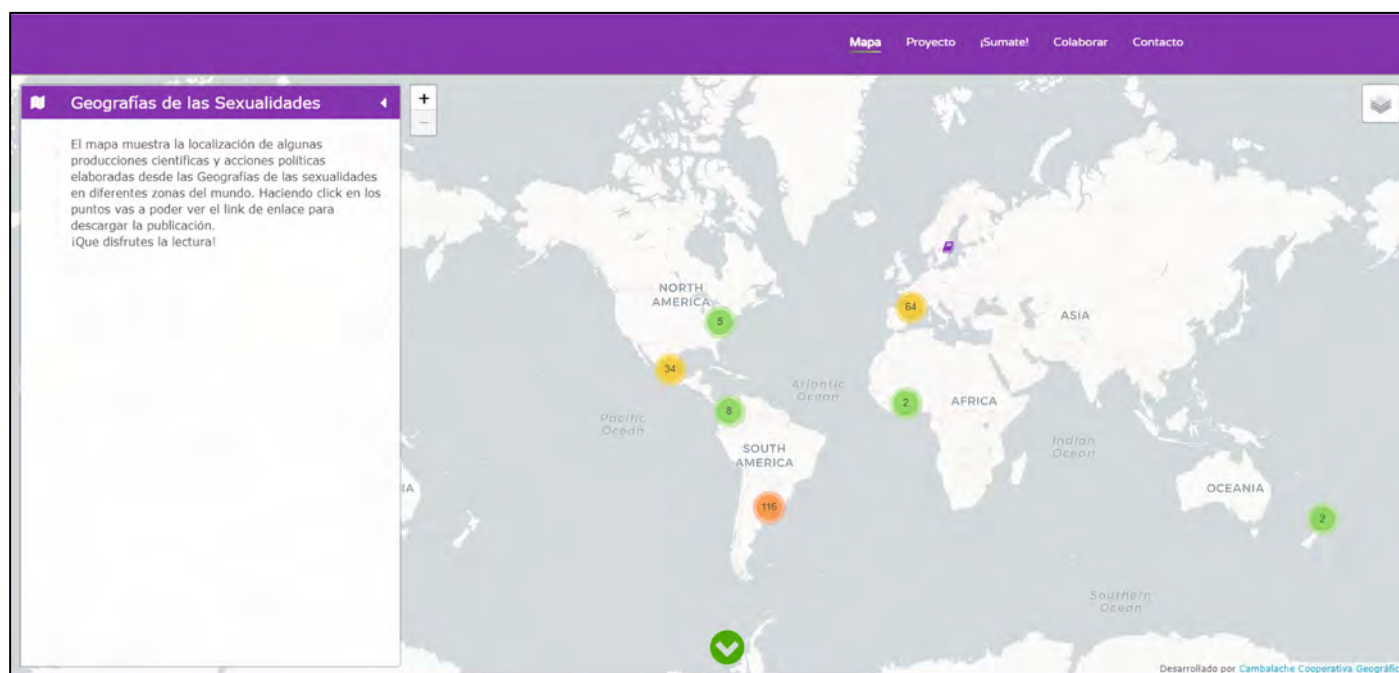 Mapa Proyecto ¡Sumate! Colaborar Contacto
Geografías de las Sexualidades
El mapa muestra la localización de algunas
producciones científicas y acciones políticas
elaboradas desde las Geografías de las sexualidades
en diferentes zonas del mundo. Haciendo click en los
puntos vas a poder ver el link de enlace para
descargar la publicación.
¡Que disfrutes la lectura!
+
−
NORTH
AMERICA
5
34
8
64
ASIA
Atlantic
Ocean
2
AFRICA
Pacific
Ocean
Indian
Ocean
SOUTH
AMERICA
116
IA
OCEANIA
2
Southern
Ocean
Desarrollado por Cambalache Cooperativa Geográfic